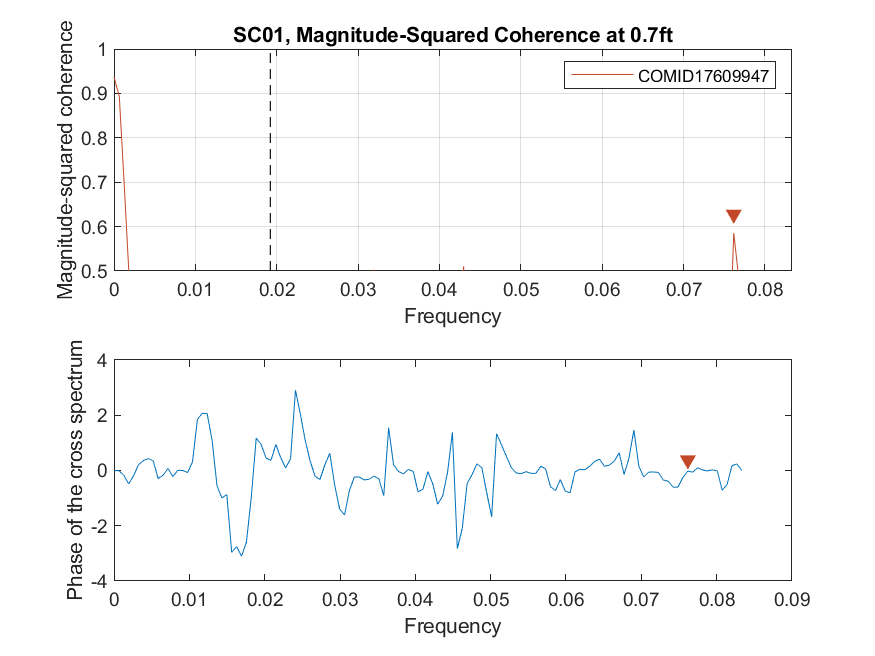 SC01, Magnitude-Squared Coherence at 0.7ft
Magnitude-squared coherence
1
0.9
0.8
0.7
0.6
0.5
COMID17609947
0 0.01 0.02 0.03 0.04 0.05 0.06 0.07 0.08
Frequency
Phase of the cross spectrum
4
2
0
-2
-4
0 0.01 0.02 0.03 0.04 0.05 0.06 0.07 0.08 0.09
Frequency